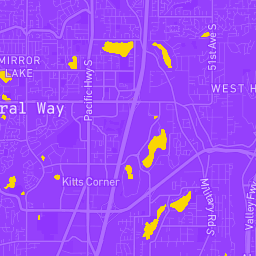 MIRROR
LAKE
51st Ave S
Pacific Hwy S
WEST H
ral Way
Kitts Corner
Military Rd S
Valley Fwy